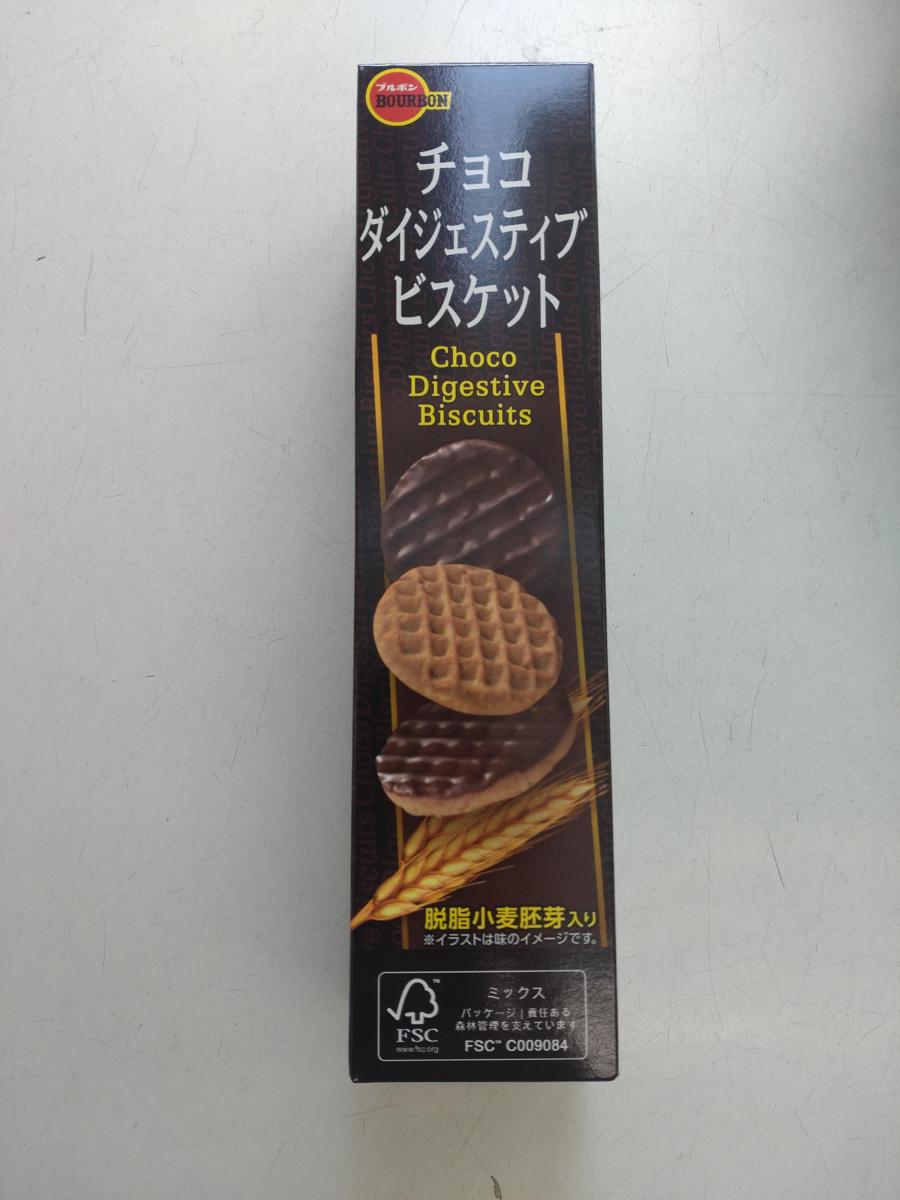 ブルボン
BOURBON
チョコ
ダイジェスティブ
ビスケット
Choco
Digestive
Biscuits
脱脂小麦胚芽入り
※イラストは味のイメージです。
FSC™
www.fsc.org
ミックス
パッケージ｜責任ある
森林管理を支えています
FSC™ C009084